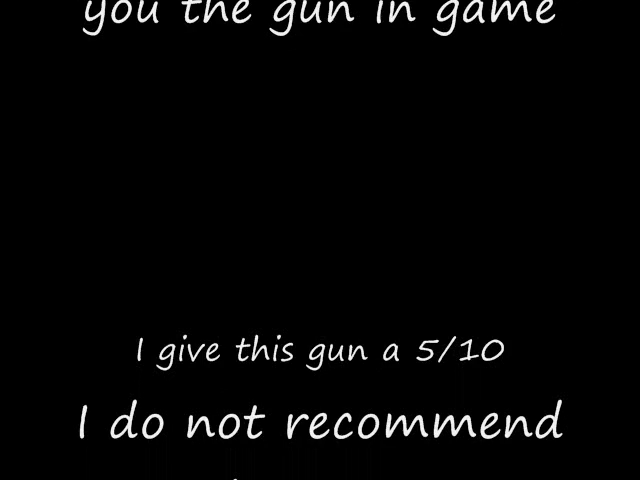 you the gun in game
I give this gun a 5/10
I do not recommend